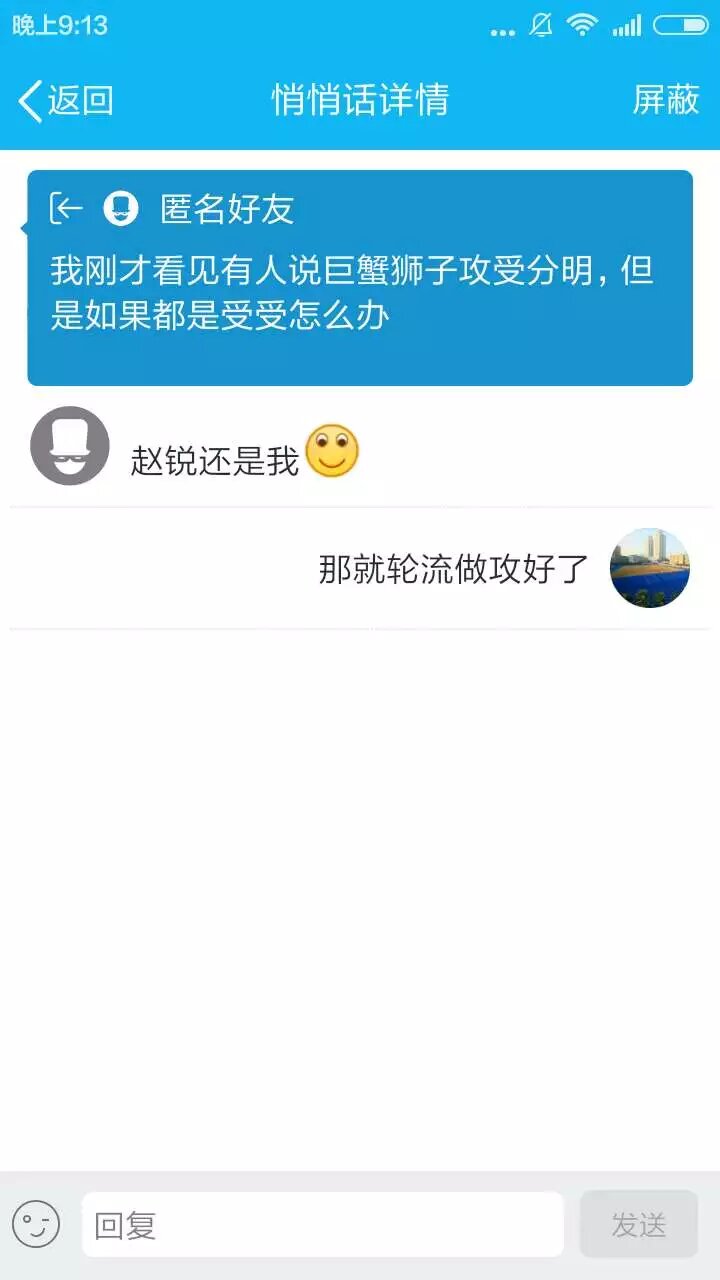 晚上9:13
返回 悄悄话详情 屏蔽
匿名好友
我刚才看见有人说巨蟹狮子攻受分明，但
是如果都是受受怎么办
赵锐还是我
那就轮流做攻好了
回复 发送